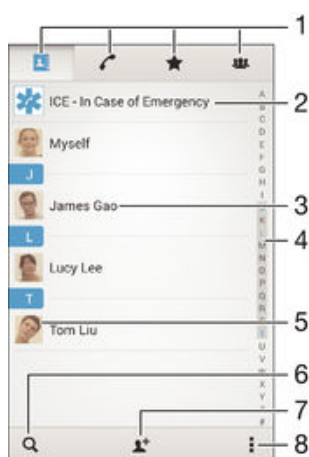 1
ICE - In Case of Emergency
2
Myself
J
James Gao
3
L
4
Lucy Lee
T
5
Tom Liu
6
7
8
A
B
C
D
E
F
G
H
I
K
M
N
O
P
Q
R
U
V
X
Y
Z
#